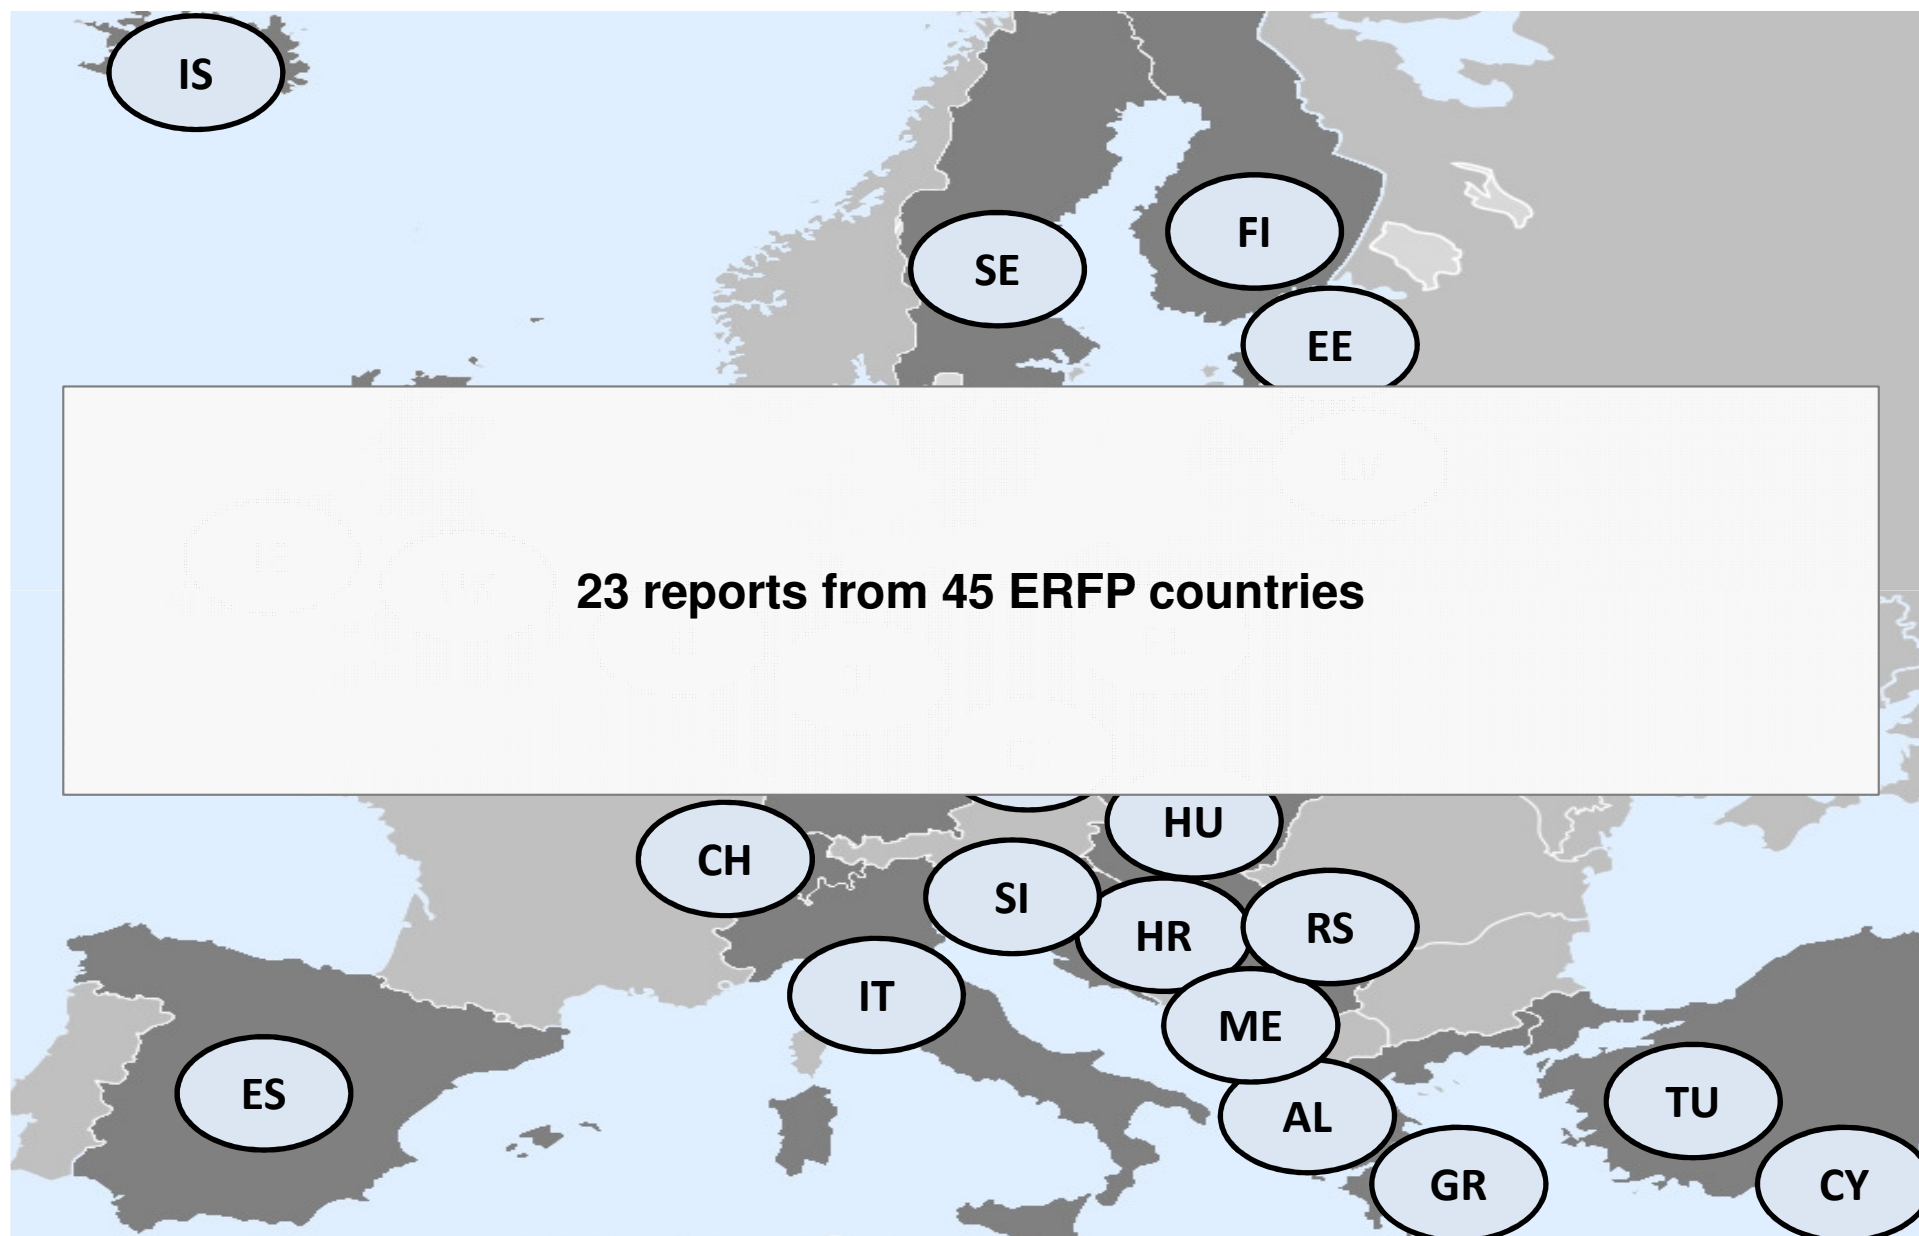 IS
FI
SE
EE
23 reports from 45 ERFP countries
HU
CH
SI
RS
HR
IT
ME
ES
TU
AL
GR
CY